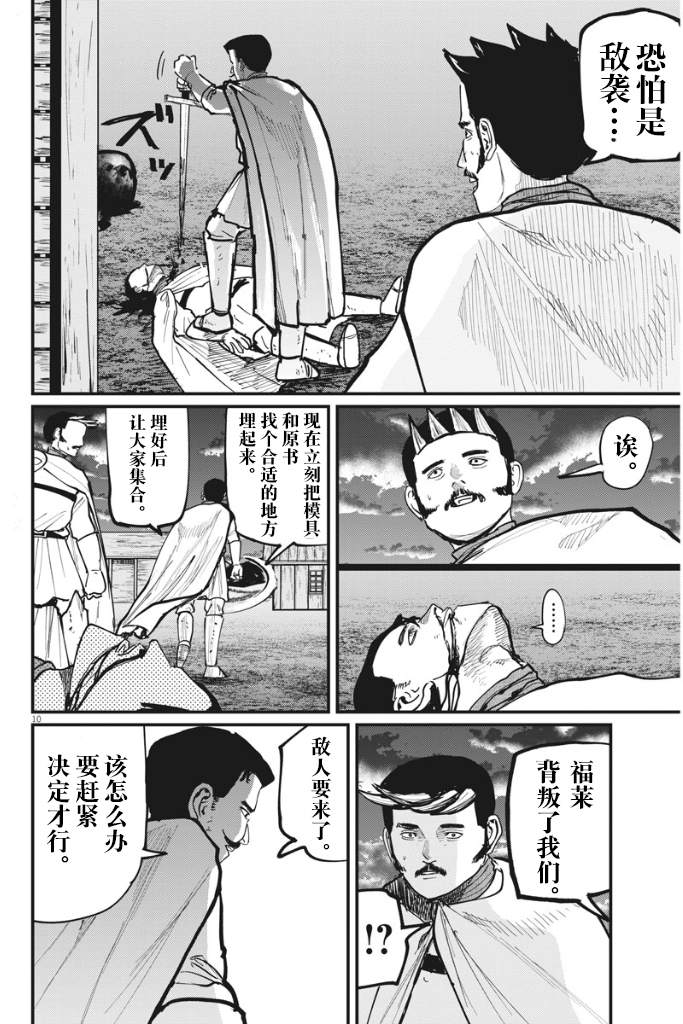 恐怕是
敌袭……
ズズ
诶。
……
现在立刻把模具
和原书
找个合适的地方
埋起来。
埋好后
让大家集合。
福莱
背叛了我们。
!?
敌人要来了。
该怎么办
要赶紧
决定才行。
10